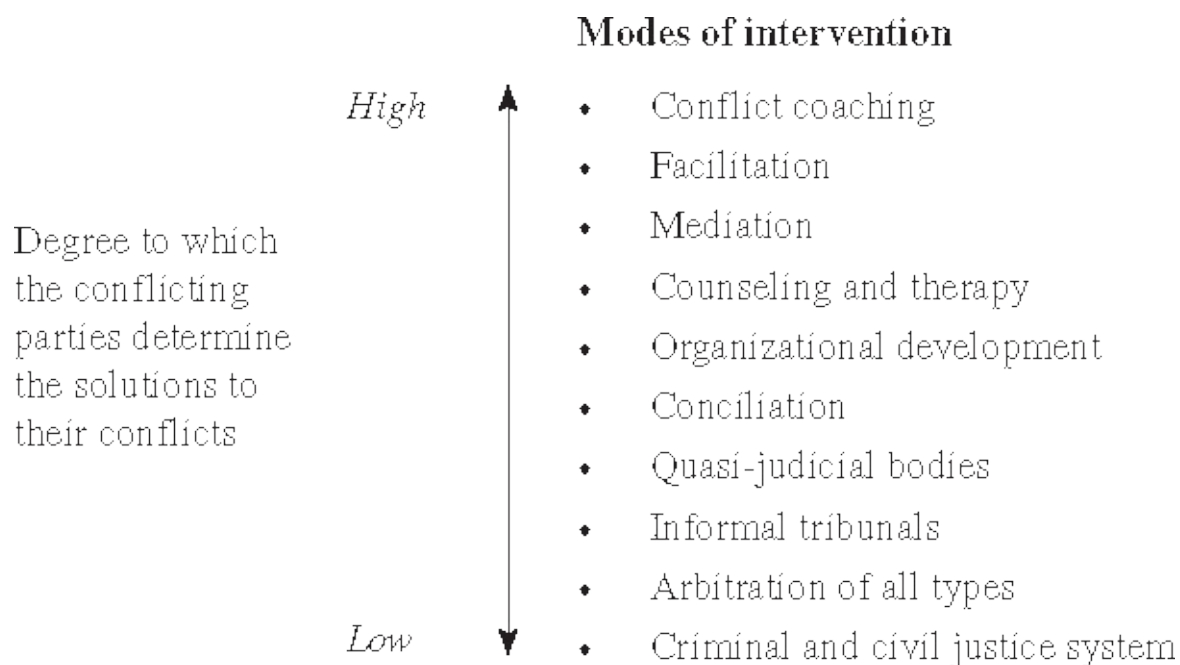 Modes of intervention
High
• Conflict coaching
• Facilitation
• Mediation
Degree to which
the conflicting
parties determine
the solutions to
their conflicts
• Counseling and therapy
• Organizational development
• Conciliation
• Quasi-judicial bodies
• Informal tribunals
• Arbitration of all types
Low
• Criminal and civil justice system